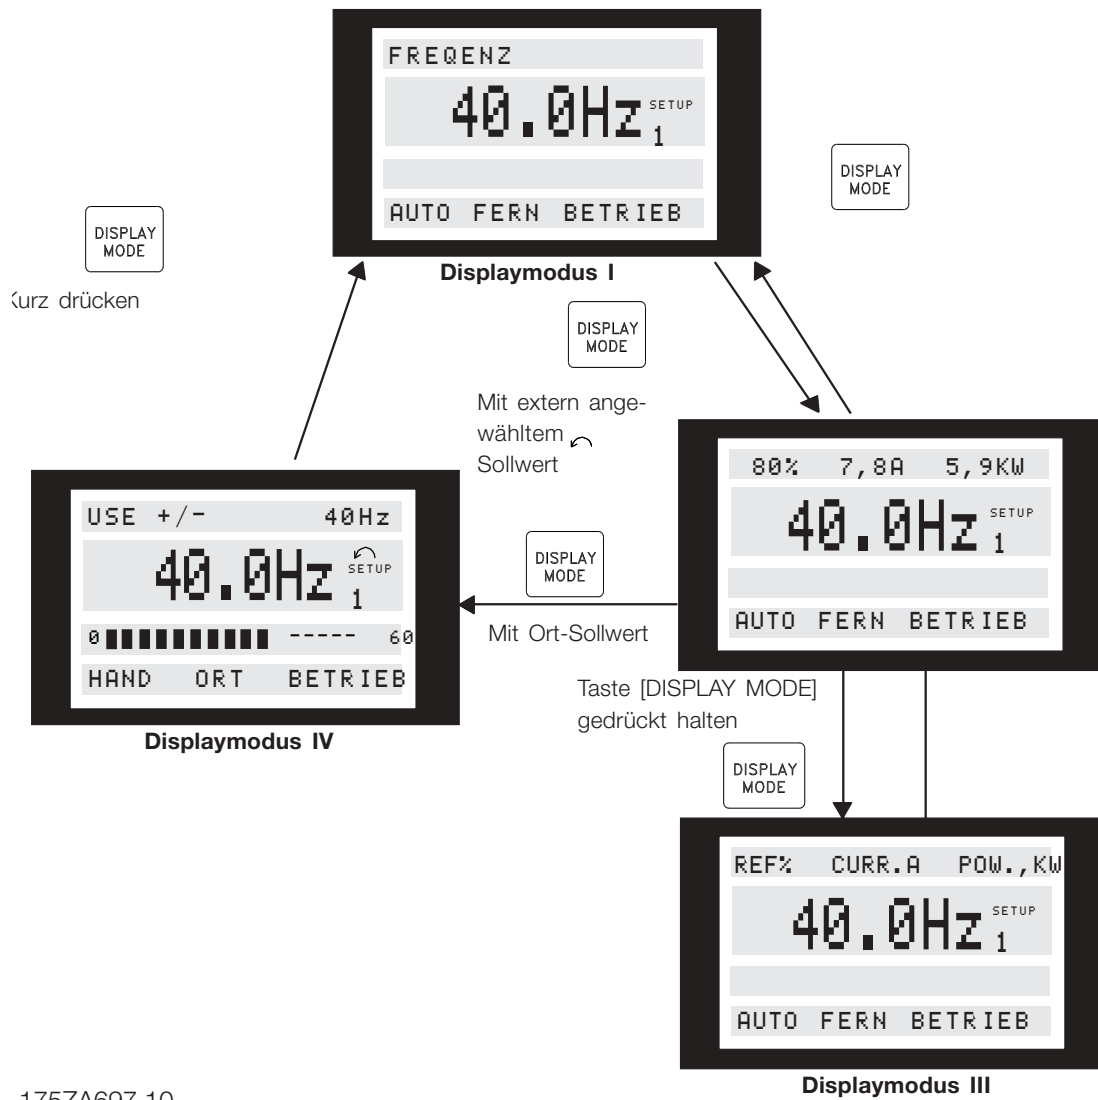 FREQENZ
40.0Hz SETUP
1
AUTO FERN BETRIEB
Displaymodus I
DISPLAY
MODE
DISPLAY
MODE
Kurz drücken
DISPLAY
MODE
Mit extern ange-
wähltem
Sollwert
80% 7,8A 5,9KW
40.0Hz SETUP
1
AUTO FERN BETRIEB
USE +/- 40Hz
40.0Hz SETUP
1
0 ----- 60
HAND ORT BETRIEB
Displaymodus IV
DISPLAY
MODE
Mit Ort-Sollwert
Taste [DISPLAY MODE]
gedrückt halten
DISPLAY
MODE
REF% CURR.A POW.,KW
40.0Hz SETUP
1
AUTO FERN BETRIEB
Displaymodus III
175ZA697.10